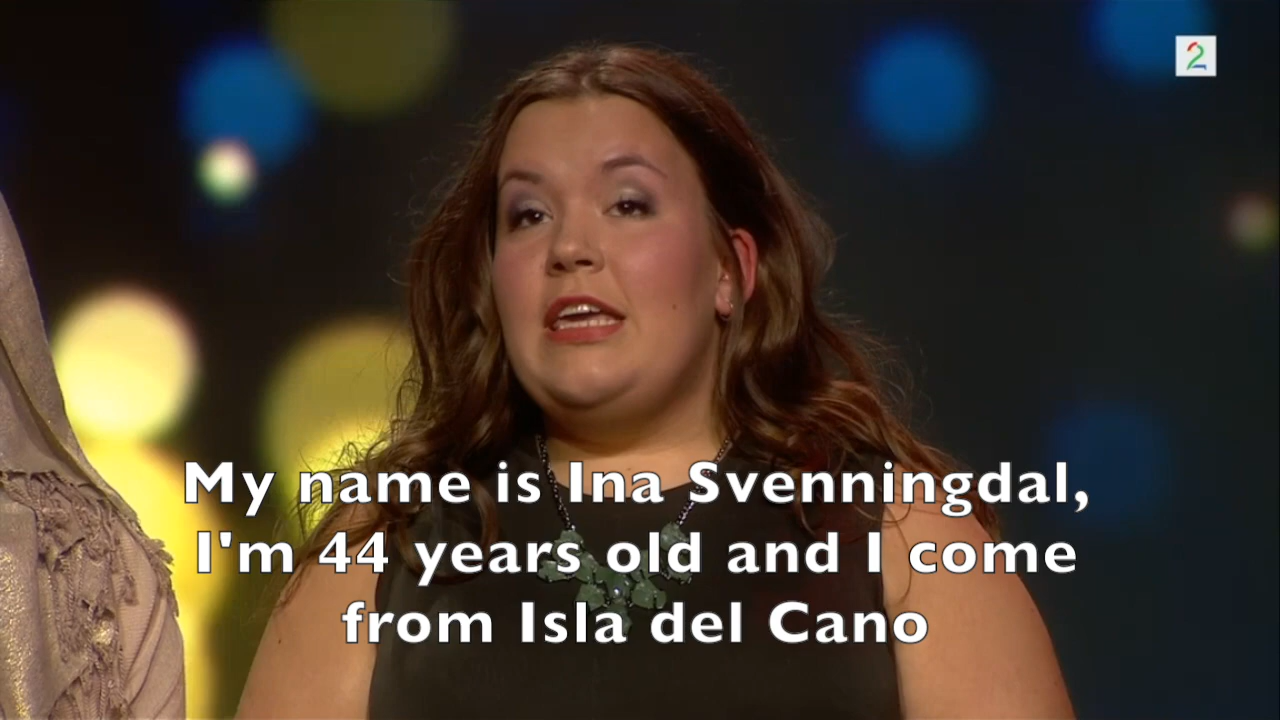 2
My name is Ina Svenningdal,
I'm 44 years old and I come
from Isla del Cano